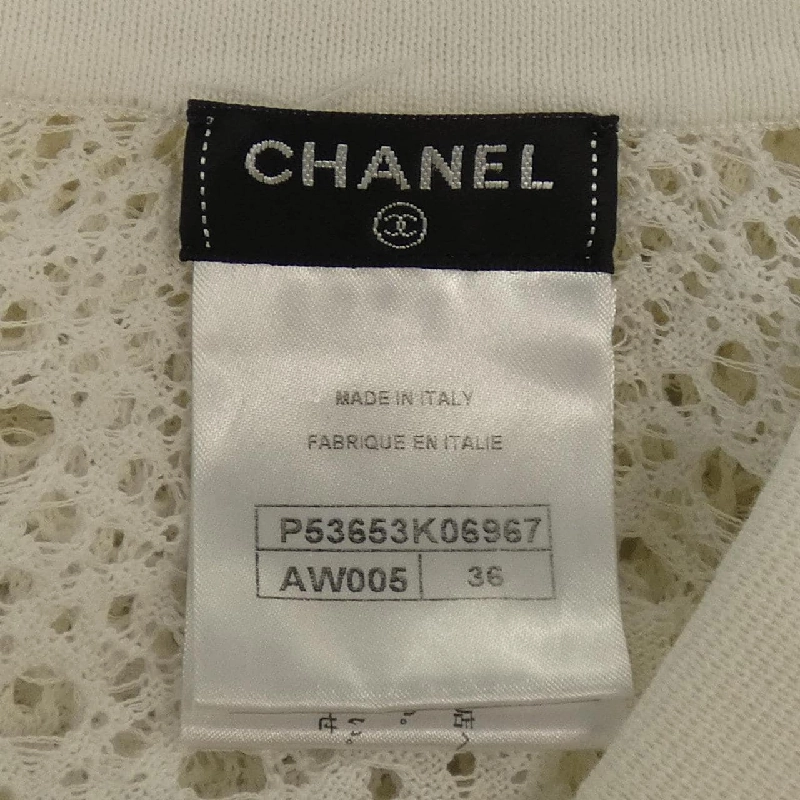 CHANEL
MADE IN ITALY
FABRIQUE EN ITALIE
P53653K06967
AW005 36